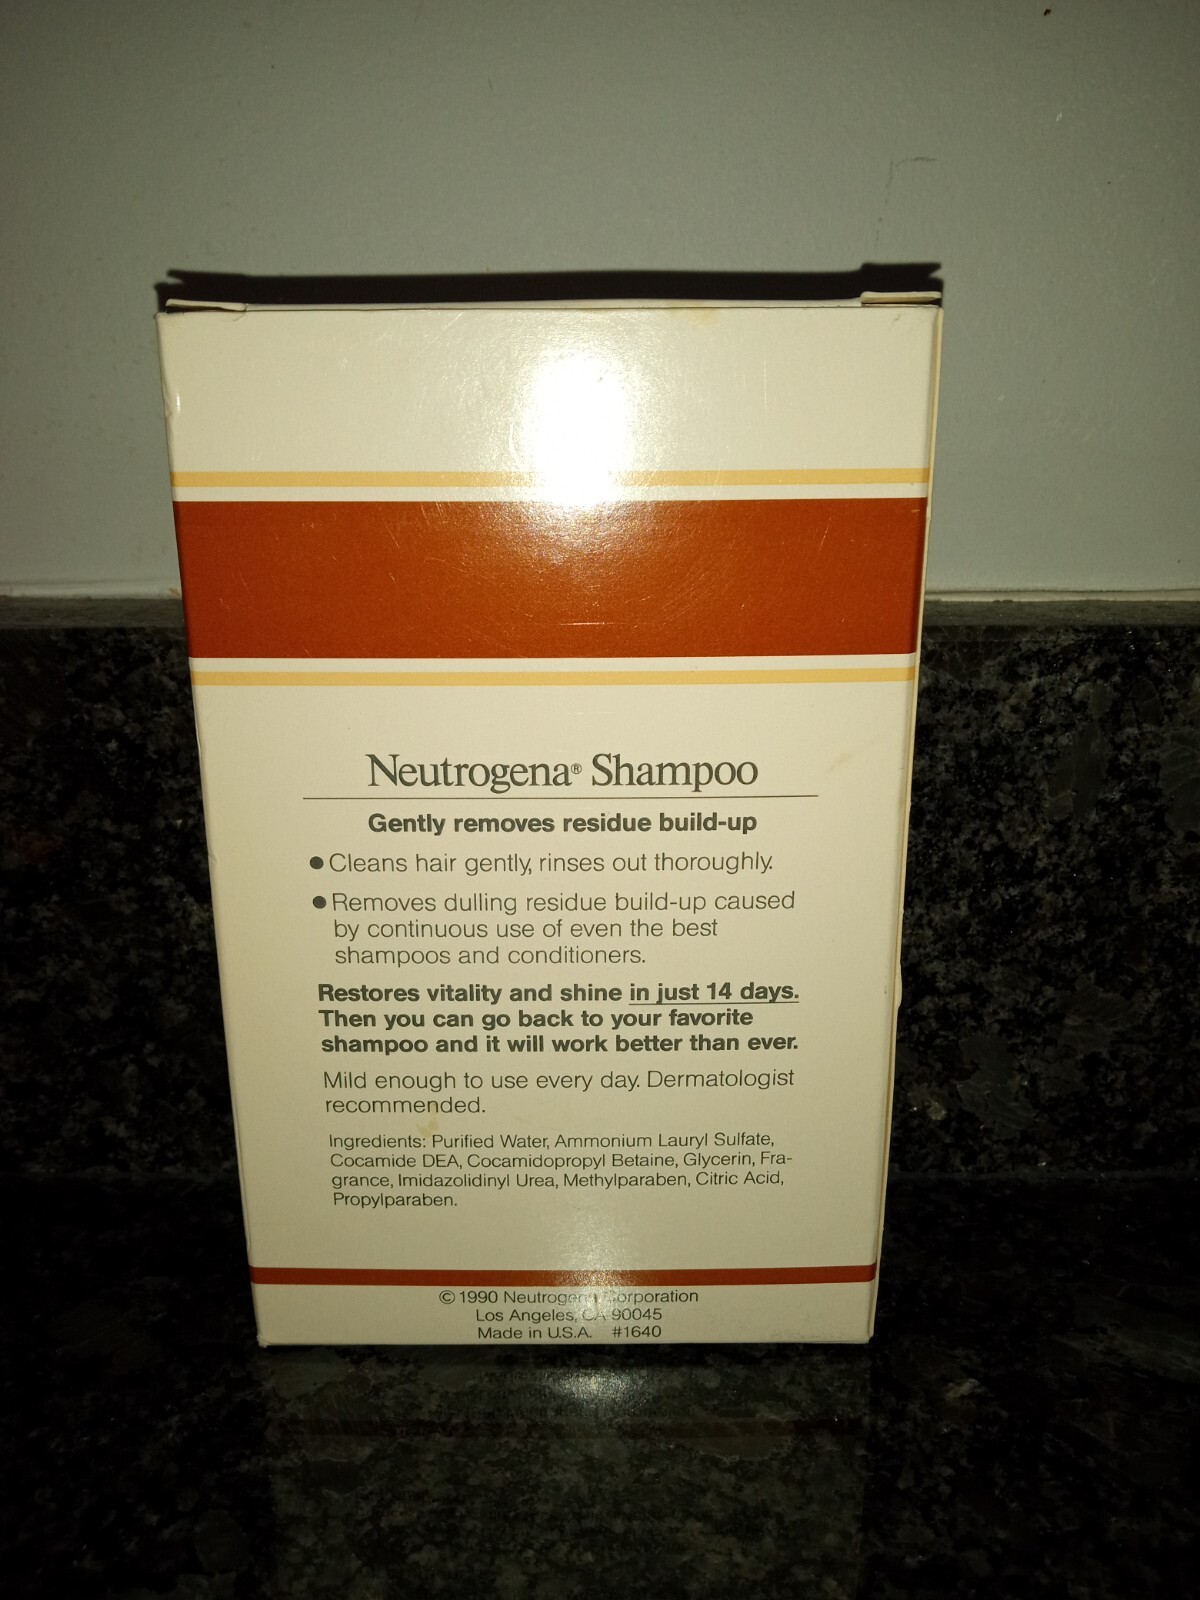 Neutrogena® Shampoo
Gently removes residue build-up
● Cleans hair gently, rinses out thoroughly.
● Removes dulling residue build-up caused
by continuous use of even the best
shampoos and conditioners.
Restores vitality and shine in just 14 days.
Then you can go back to your favorite
shampoo and it will work better than ever.
Mild enough to use every day. Dermatologist
recommended.
Ingredients: Purified Water, Ammonium Lauryl Sulfate,
Cocamide DEA, Cocamidopropyl Betaine, Glycerin, Fra-
grance, Imidazolidinyl Urea, Methylparaben, Citric Acid,
Propylparaben.
© 1990 Neutrogena Corporation
Los Angeles, CA 90045
Made in U.S.A. #1640